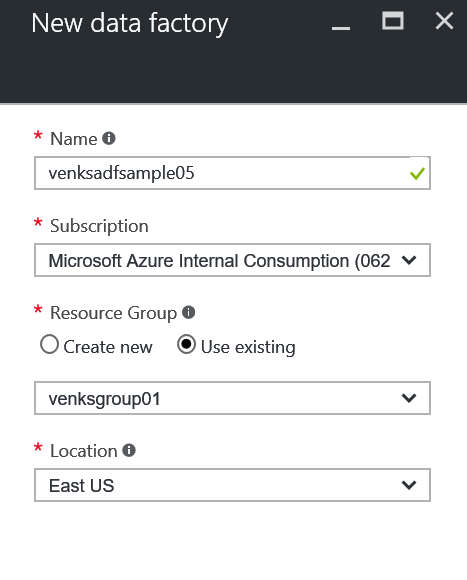 New data factory
* Name
venksadfsample05
* Subscription
Microsoft Azure Internal Consumption (062
* Resource Group
Create new Use existing
venksgroup01
* Location
East US